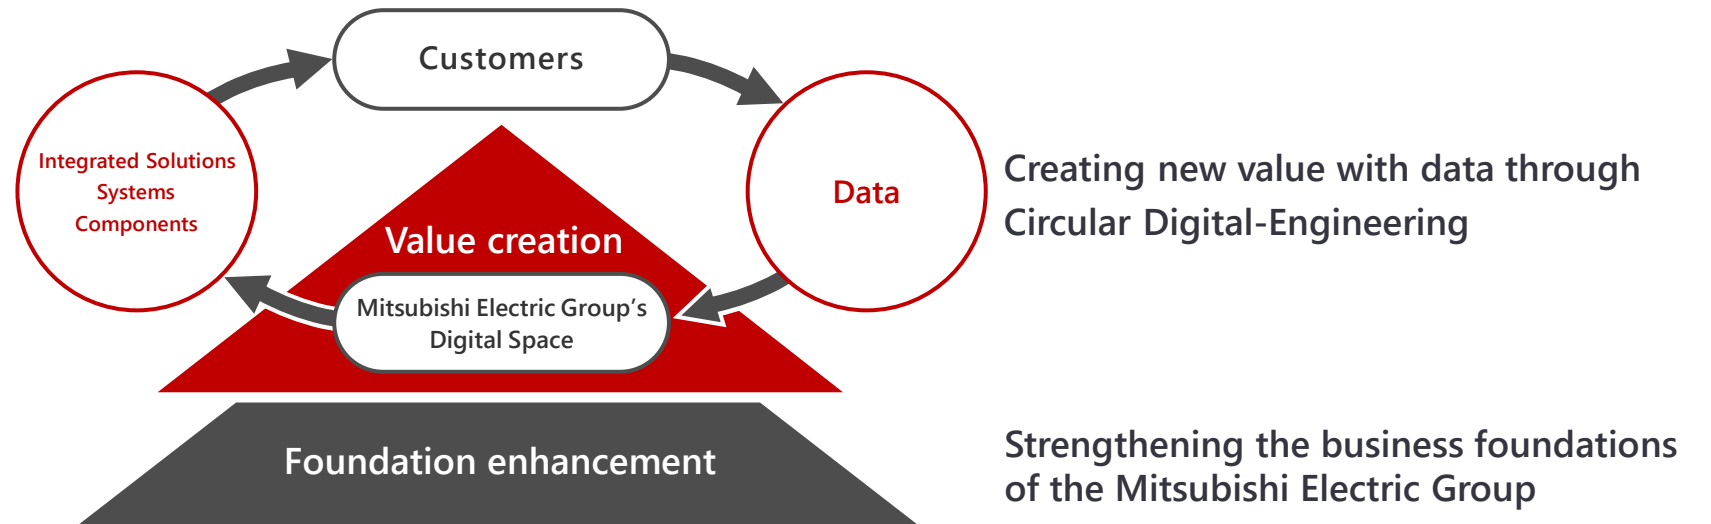 Customers
Integrated Solutions
Systems
Components
Data
Value creation
Mitsubishi Electric Group’s
Digital Space
Foundation enhancement
Creating new value with data through
Circular Digital-Engineering
Strengthening the business foundations
of the Mitsubishi Electric Group